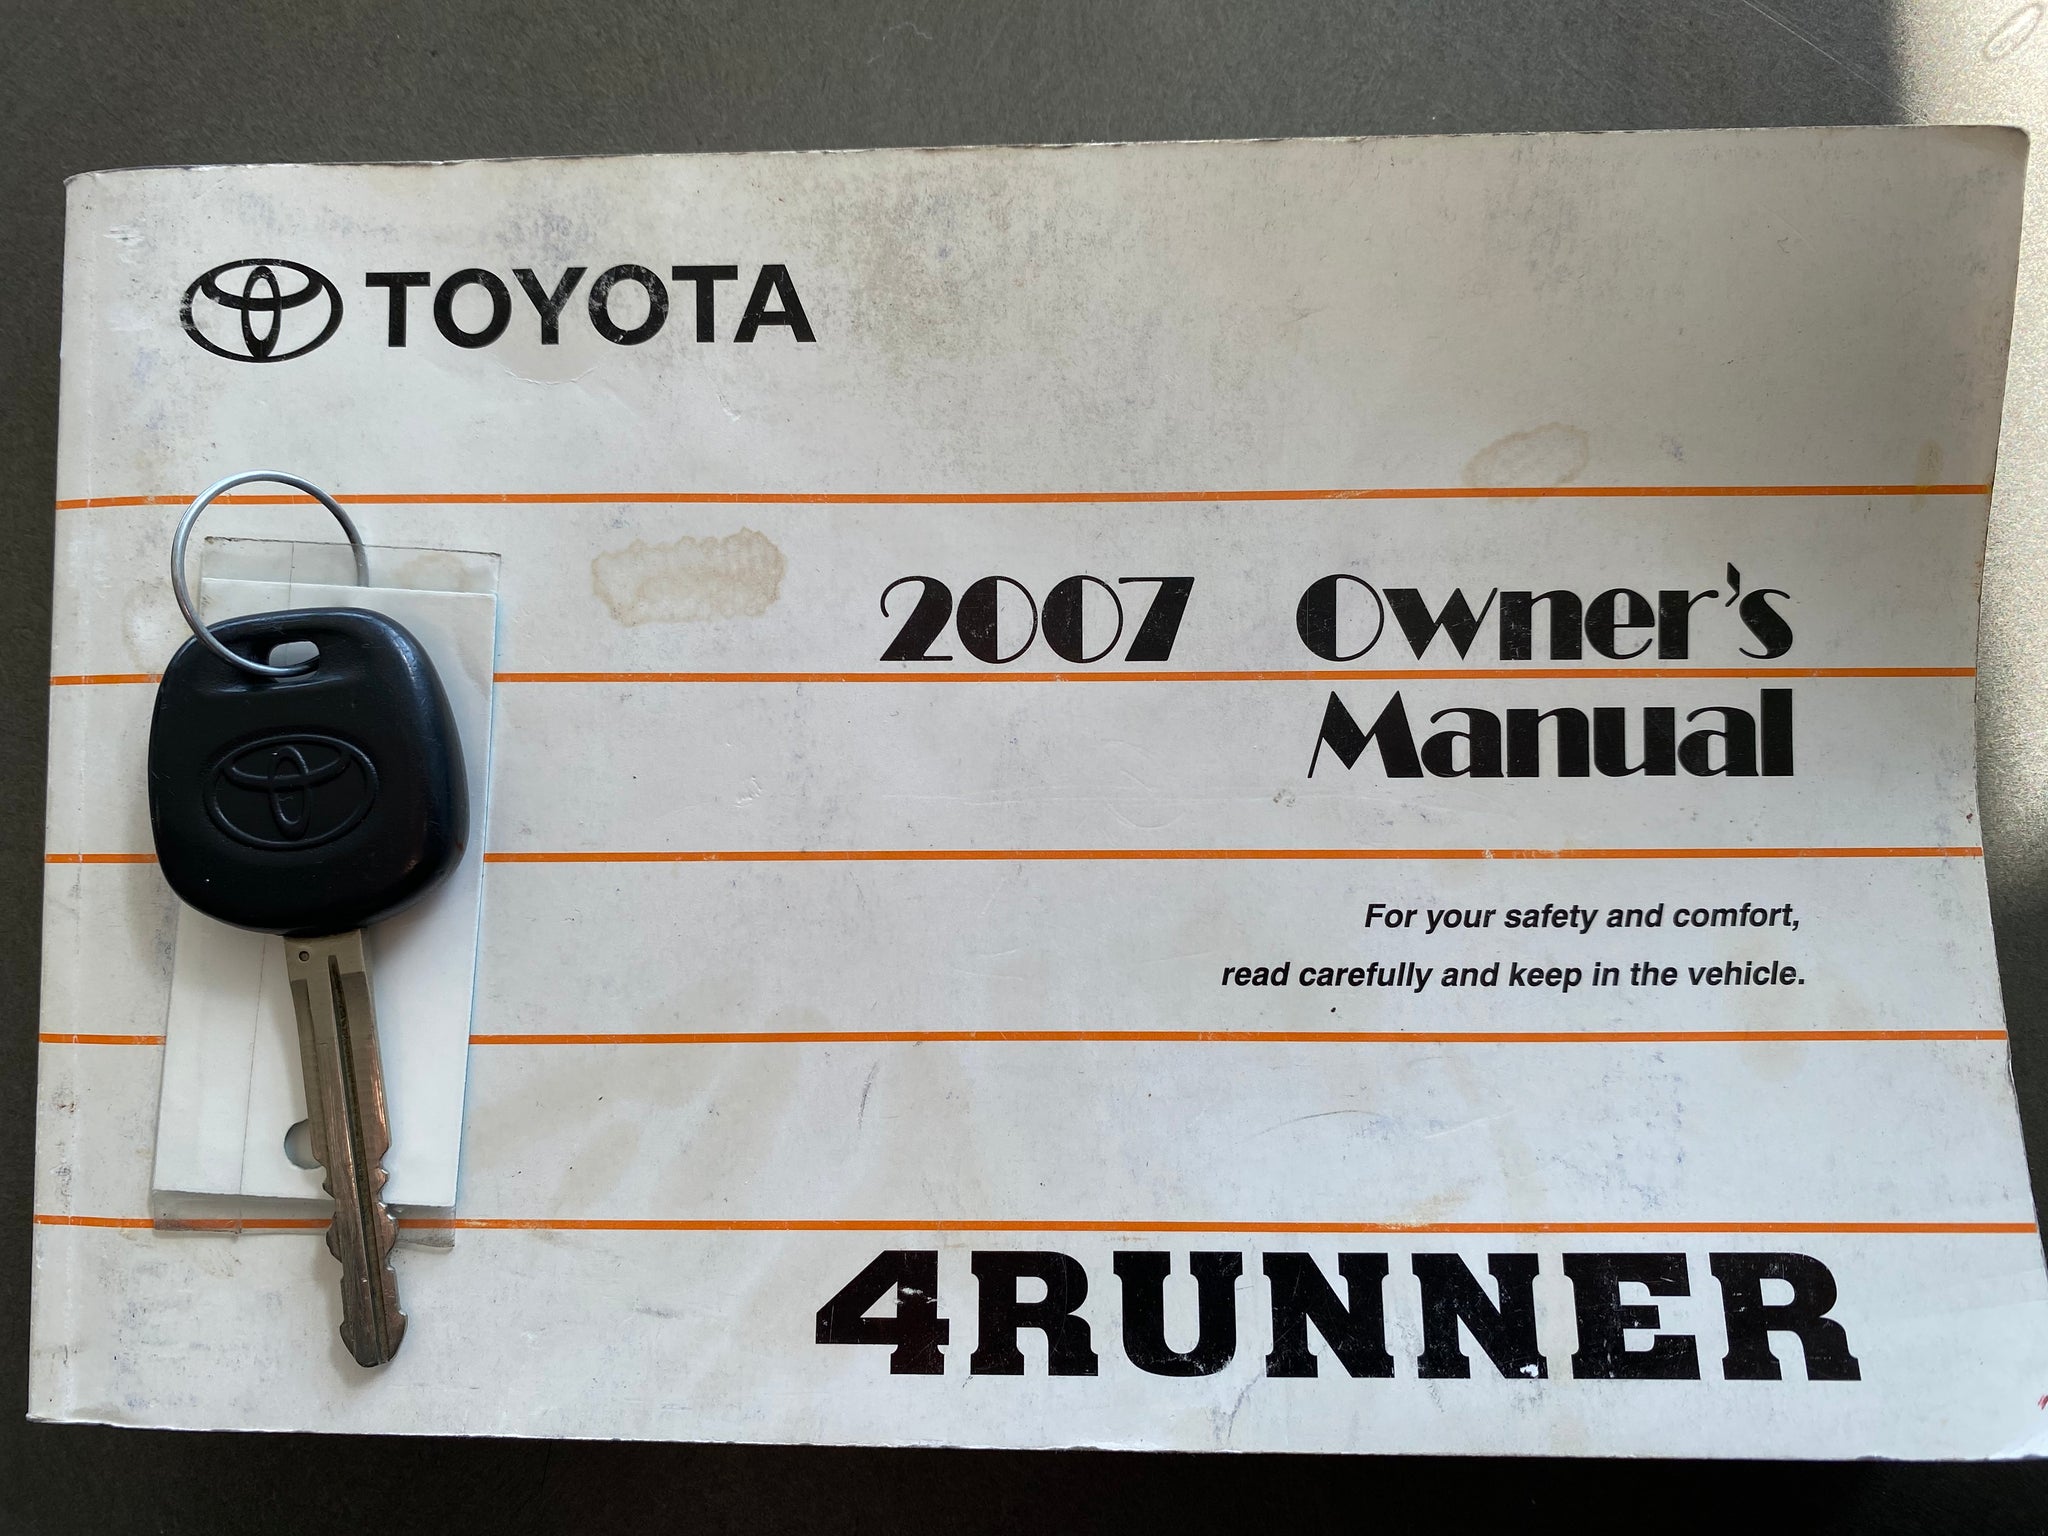 TOYOTA
2007 Owner's
Manual
For your safety and comfort,
read carefully and keep in the vehicle.
4RUNNER